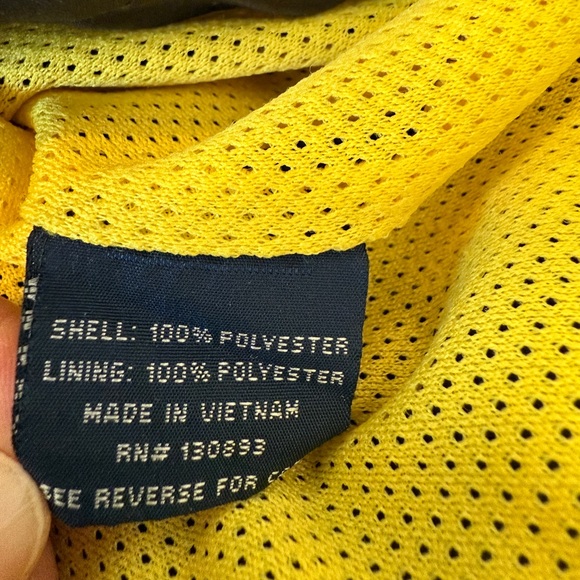 SHELL: 100% POLYESTER
LINING: 100% POLYESTER
MADE IN VIETNAM
RN# 130893
SEE REVERSE FOR